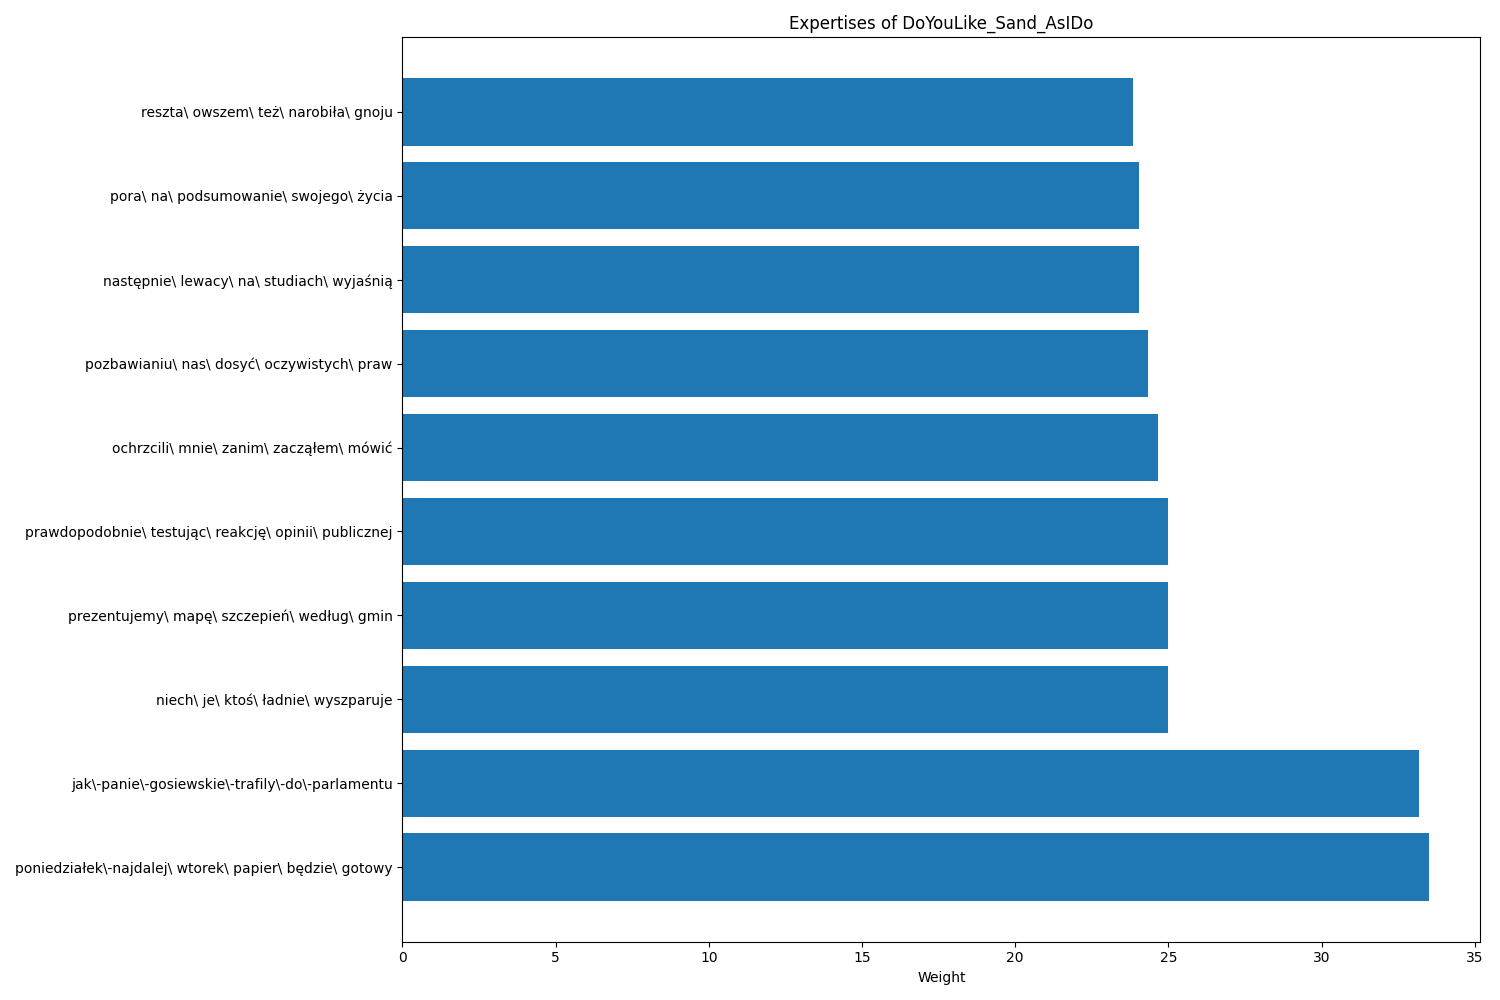 Expertises of DoYouLike_Sand_AsIDo
reszta\ owszem\ też\ narobiła\ gnoju
pora\ na\ podsumowanie\ swojego\ życia
następnie\ lewacy\ na\ studiach\ wyjaśnią
pozbawianiu\ nas\ dosyć\ oczywistych\ praw
ochrzcili\ mnie\ zanim\ zacząłem\ mówić
prawdopodobnie\ testując\ reakcję\ opinii\ publicznej
prezentujemy\ mapę\ szczepień\ według\ gmin
niech\ je\ ktoś\ ładnie\ wyszparuje
jak\-panie\-gosiewskie\-trafily\-do\-parlamentu
poniedziałek\-najdalej\ wtorek\ papier\ będzie\ gotowy
0 5 10 15 20 25 30 35
Weight